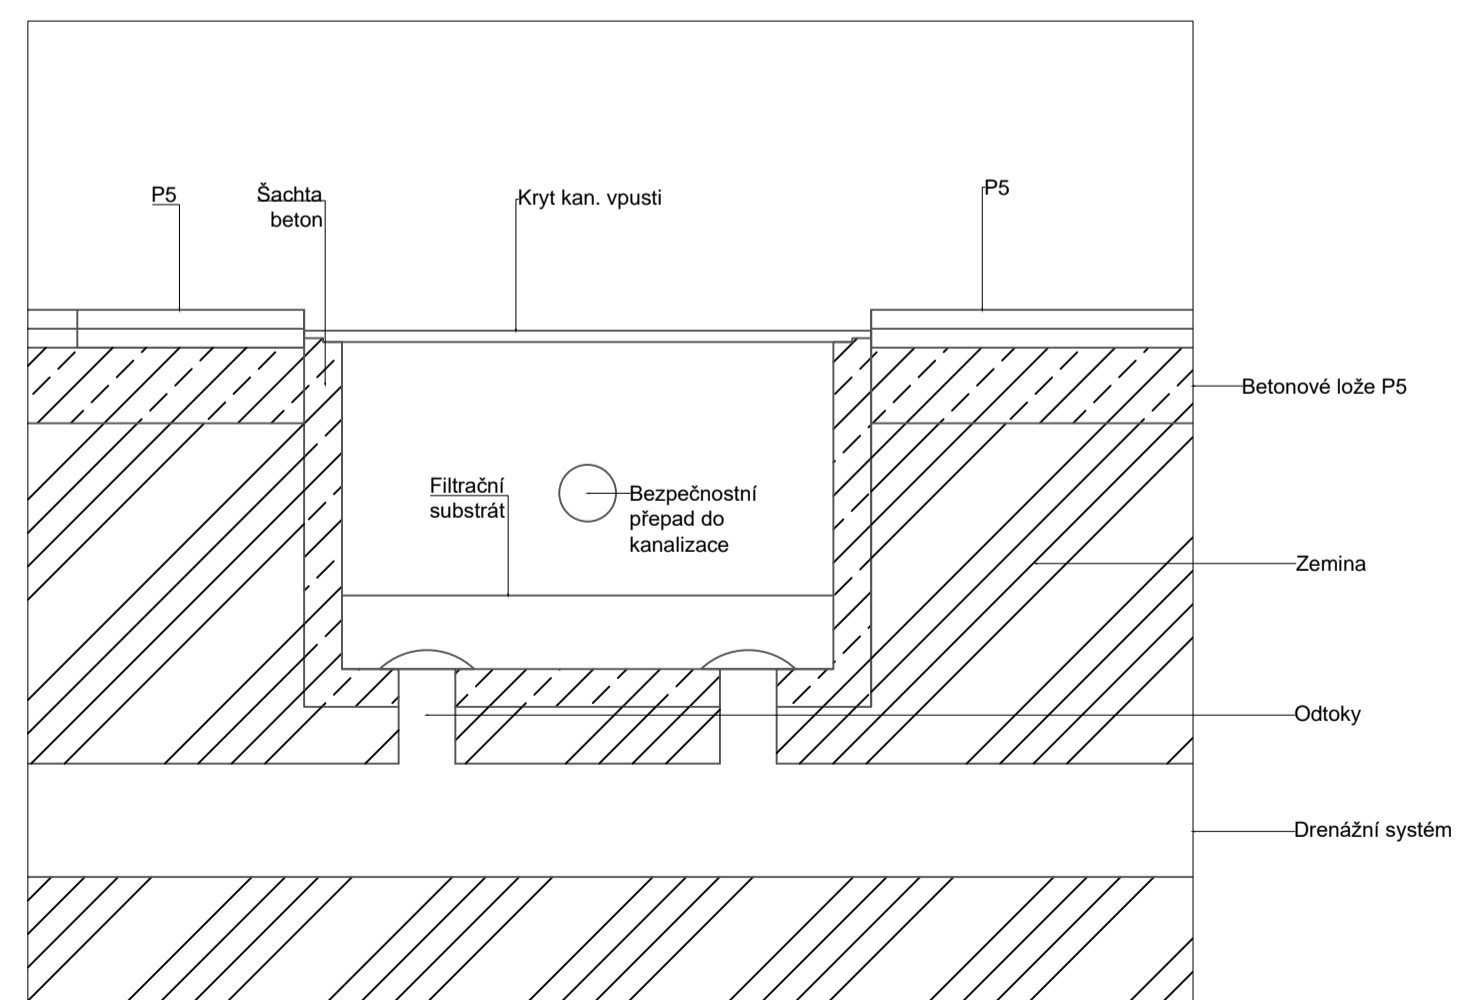 P5
Šachta
beton
Kryt kan. vpusti
P5
Betonové lože P5
Filtrační
substrát
Bezpečnostní
přepad do
kanalizace
Zemina
Odtoky
Drenážní systém